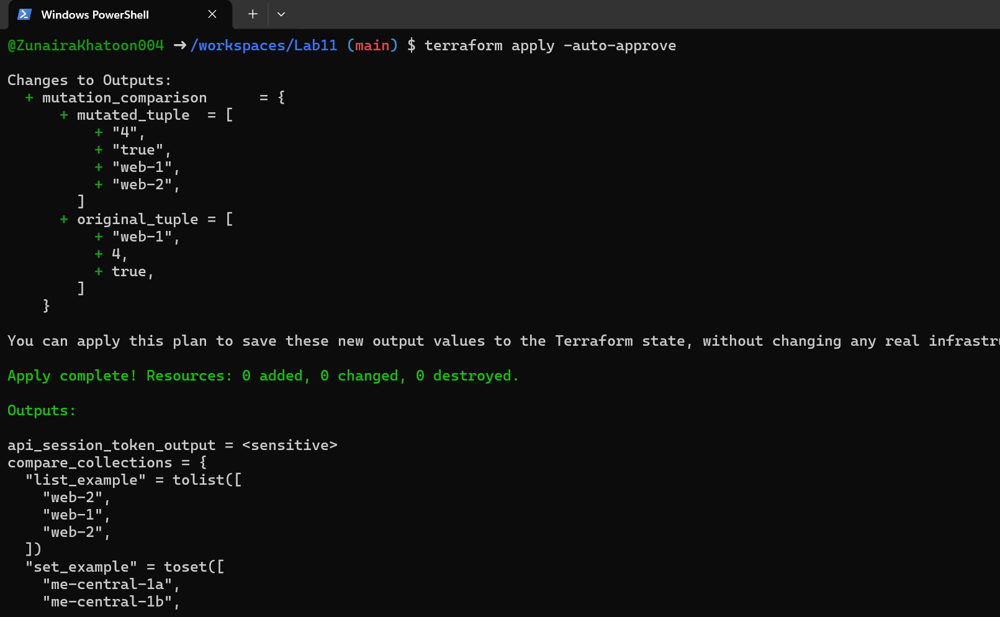 Windows PowerShell
@ZunairaKhatoon004 ➜ /workspaces/Lab11 (main) $ terraform apply -auto-approve
Changes to Outputs:
  + mutation_comparison      = {
      + mutated_tuple  = [
          + "4",
          + "true",
          + "web-1",
          + "web-2",
        ]
      + original_tuple = [
          + "web-1",
          + 4,
          + true,
        ]
    }
You can apply this plan to save these new output values to the Terraform state, without changing any real infrastru
Apply complete! Resources: 0 added, 0 changed, 0 destroyed.
Outputs:
api_session_token_output = <sensitive>
compare_collections = {
  "list_example" = tolist([
    "web-2",
    "web-1",
    "web-2",
  ])
  "set_example" = toset([
    "me-central-1a",
    "me-central-1b",